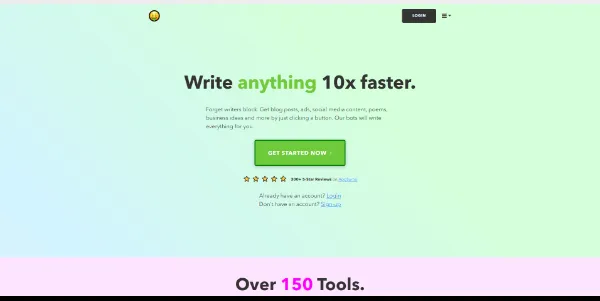 LOGIN
Write anything 10x faster.
Forget writers block. Get blog posts, ads, social media content, poems,
business ideas and more by just clicking a button. Our bots will write
everything for you.
GET STARTED NOW
300+ 5-Star Reviews on
Already have an account? Login
Don't have an account? Sign up
Over 150 Tools.